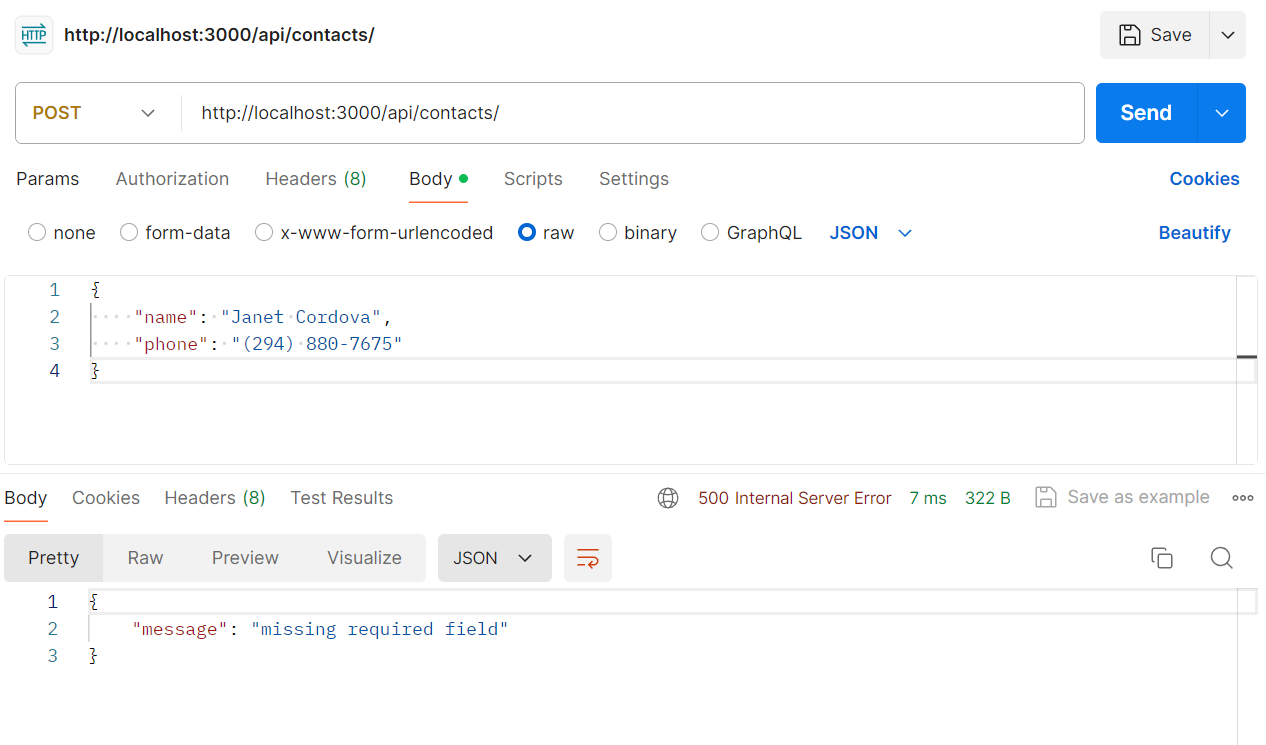 HTTP http://localhost:3000/api/contacts/ Save
POST http://localhost:3000/api/contacts/ Send
Params Authorization Headers (8) Body Scripts Settings Cookies
none form-data x-www-form-urlencoded raw binary GraphQL JSON Beautify
1 {
2 ····"name":·"Janet·Cordova",
3 ····"phone":·"(294)·880-7675"
4 }
Body Cookies Headers (8) Test Results 500 Internal Server Error 7 ms 322 B Save as example
Pretty Raw Preview Visualize JSON
1 {
2     "message": "missing required field"
3 }